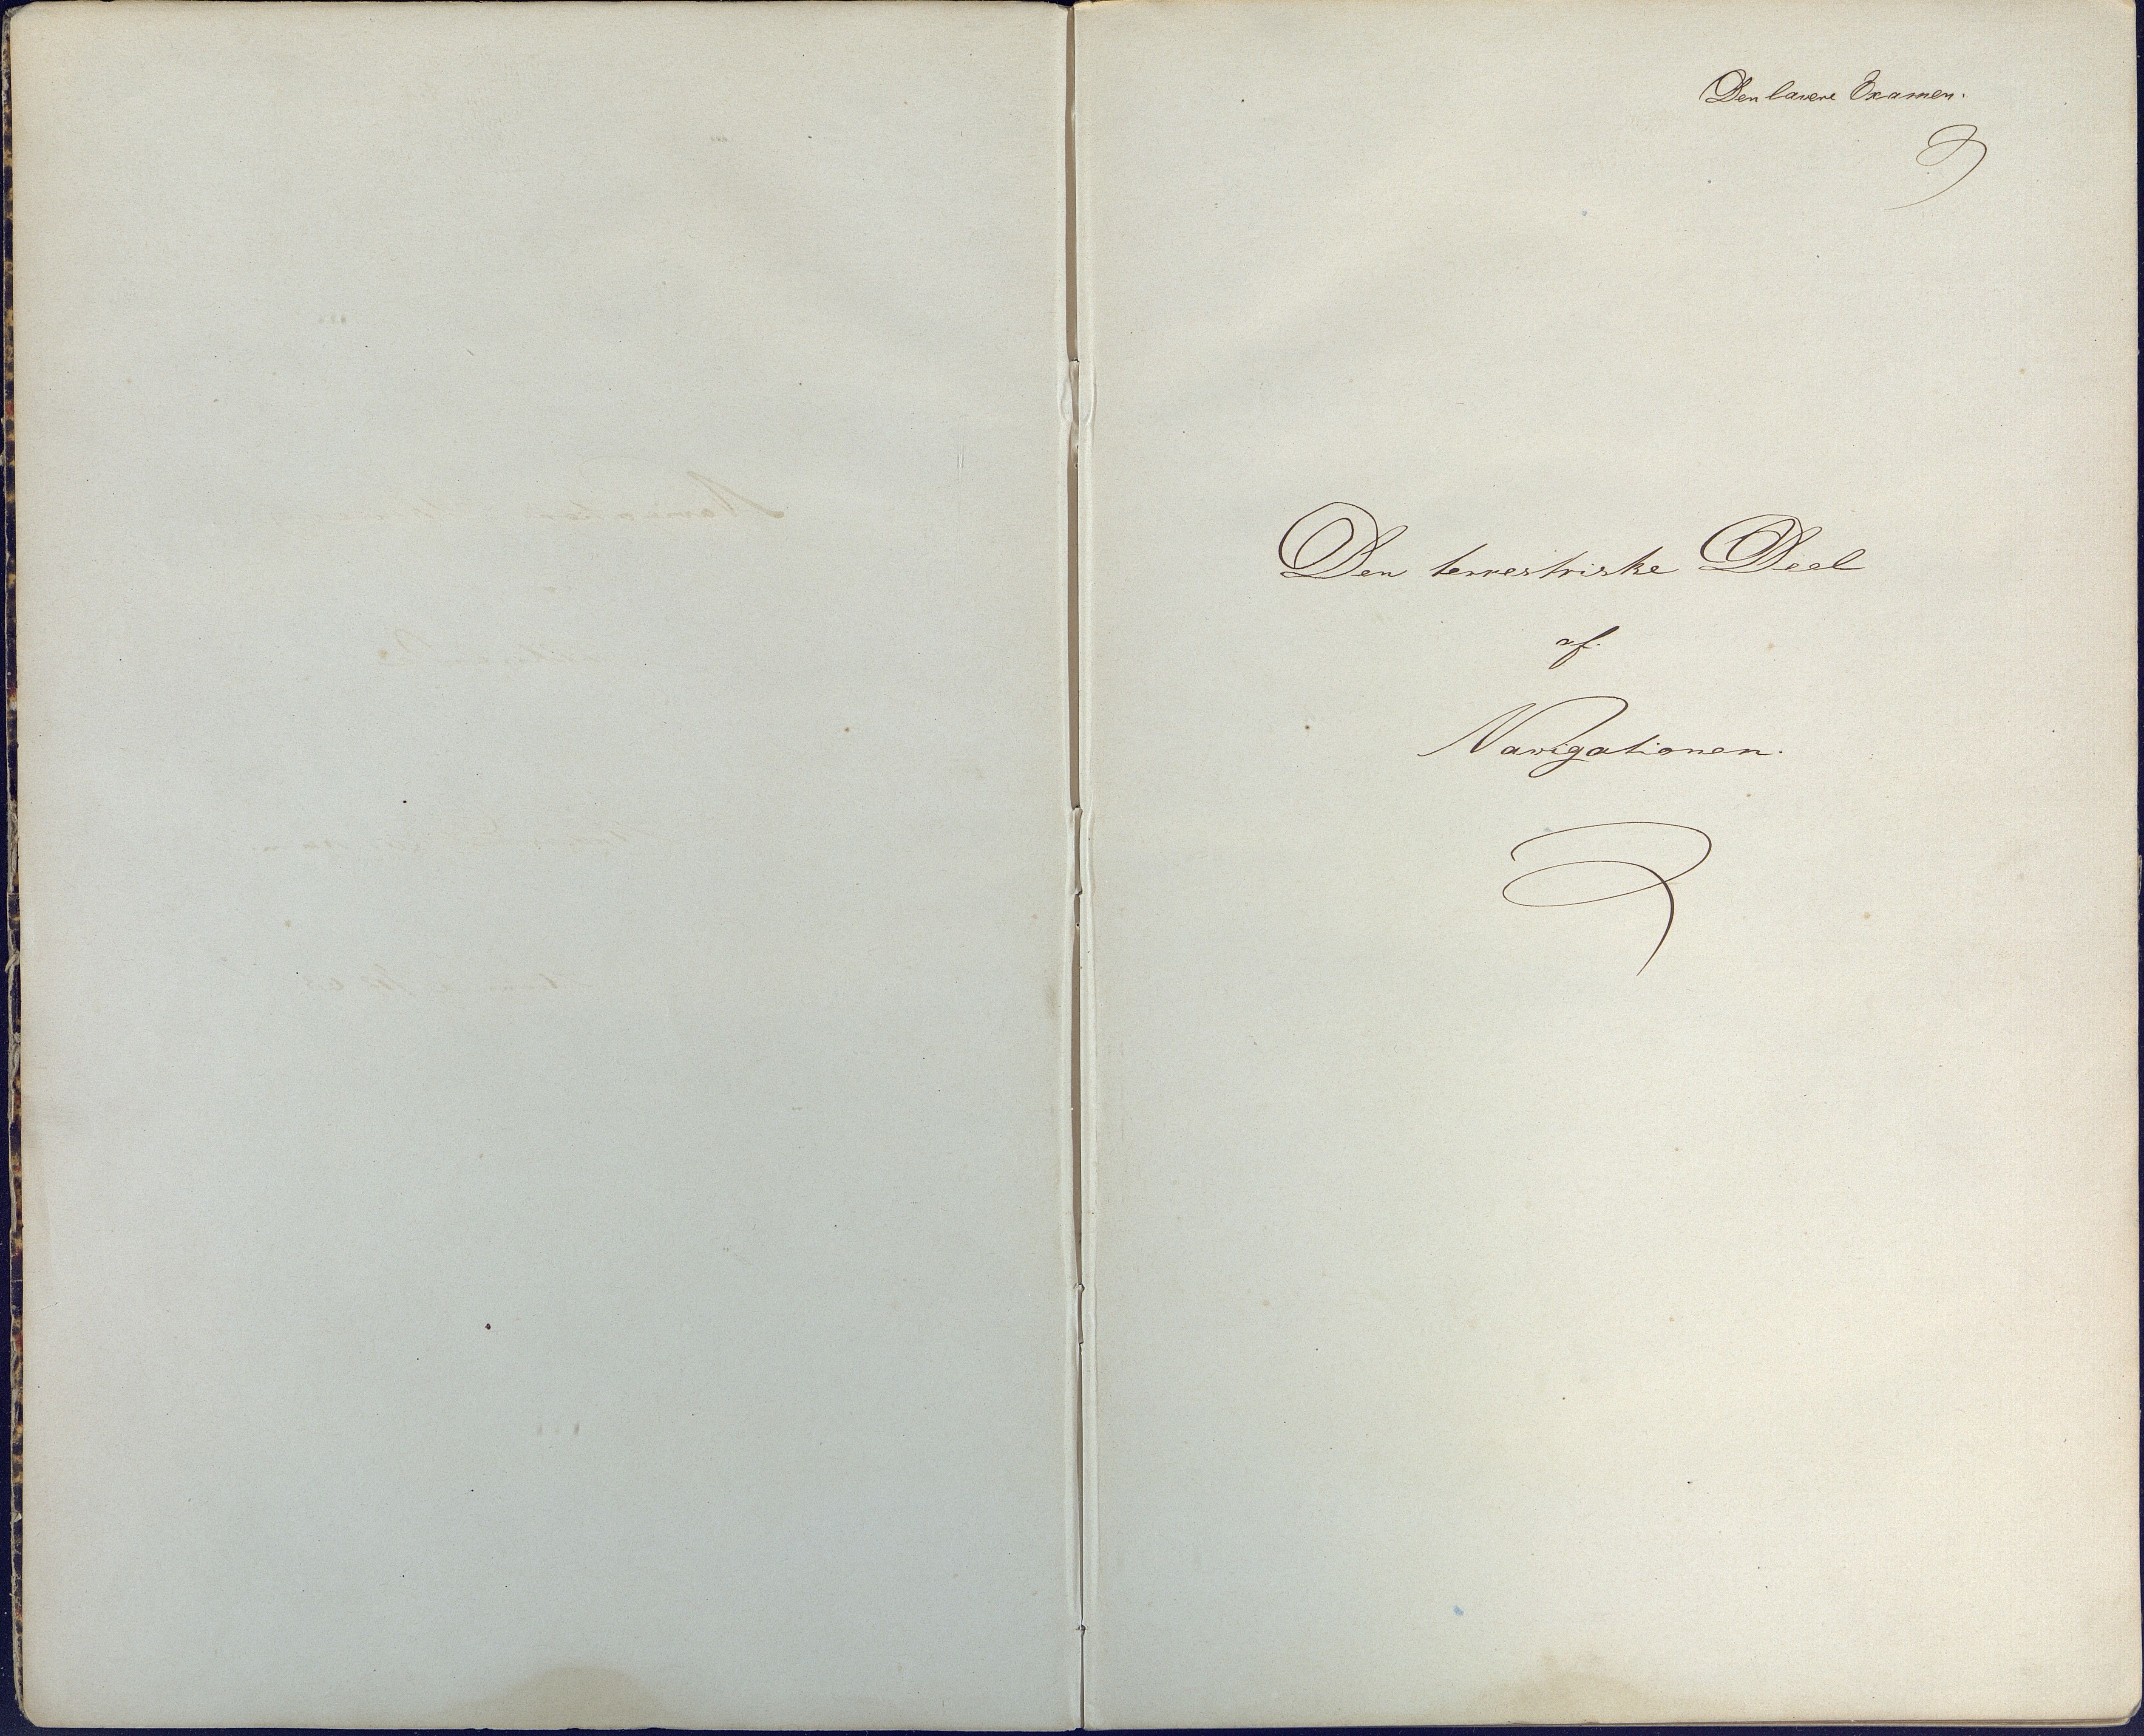 Den lavere Examen.
Den terrestriske Deel
af
Navigationen.